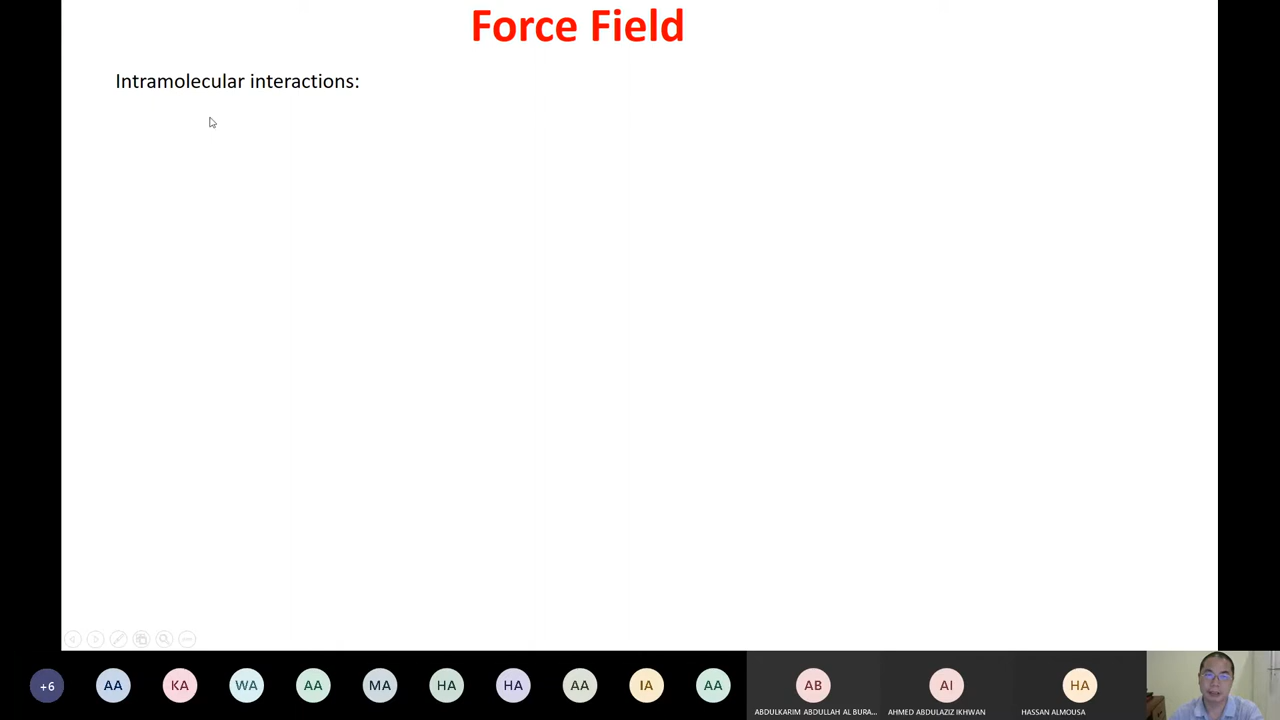 Force Field
Intramolecular interactions:
+6
AA
KA
WA
AA
MA
HA
HA
AA
IA
AA
AB
AI
HA
ABDULKARIM ABDULLAH AL BURA...
AHMED ABDULAZIZ IKHWAN
HASSAN ALMOUSA